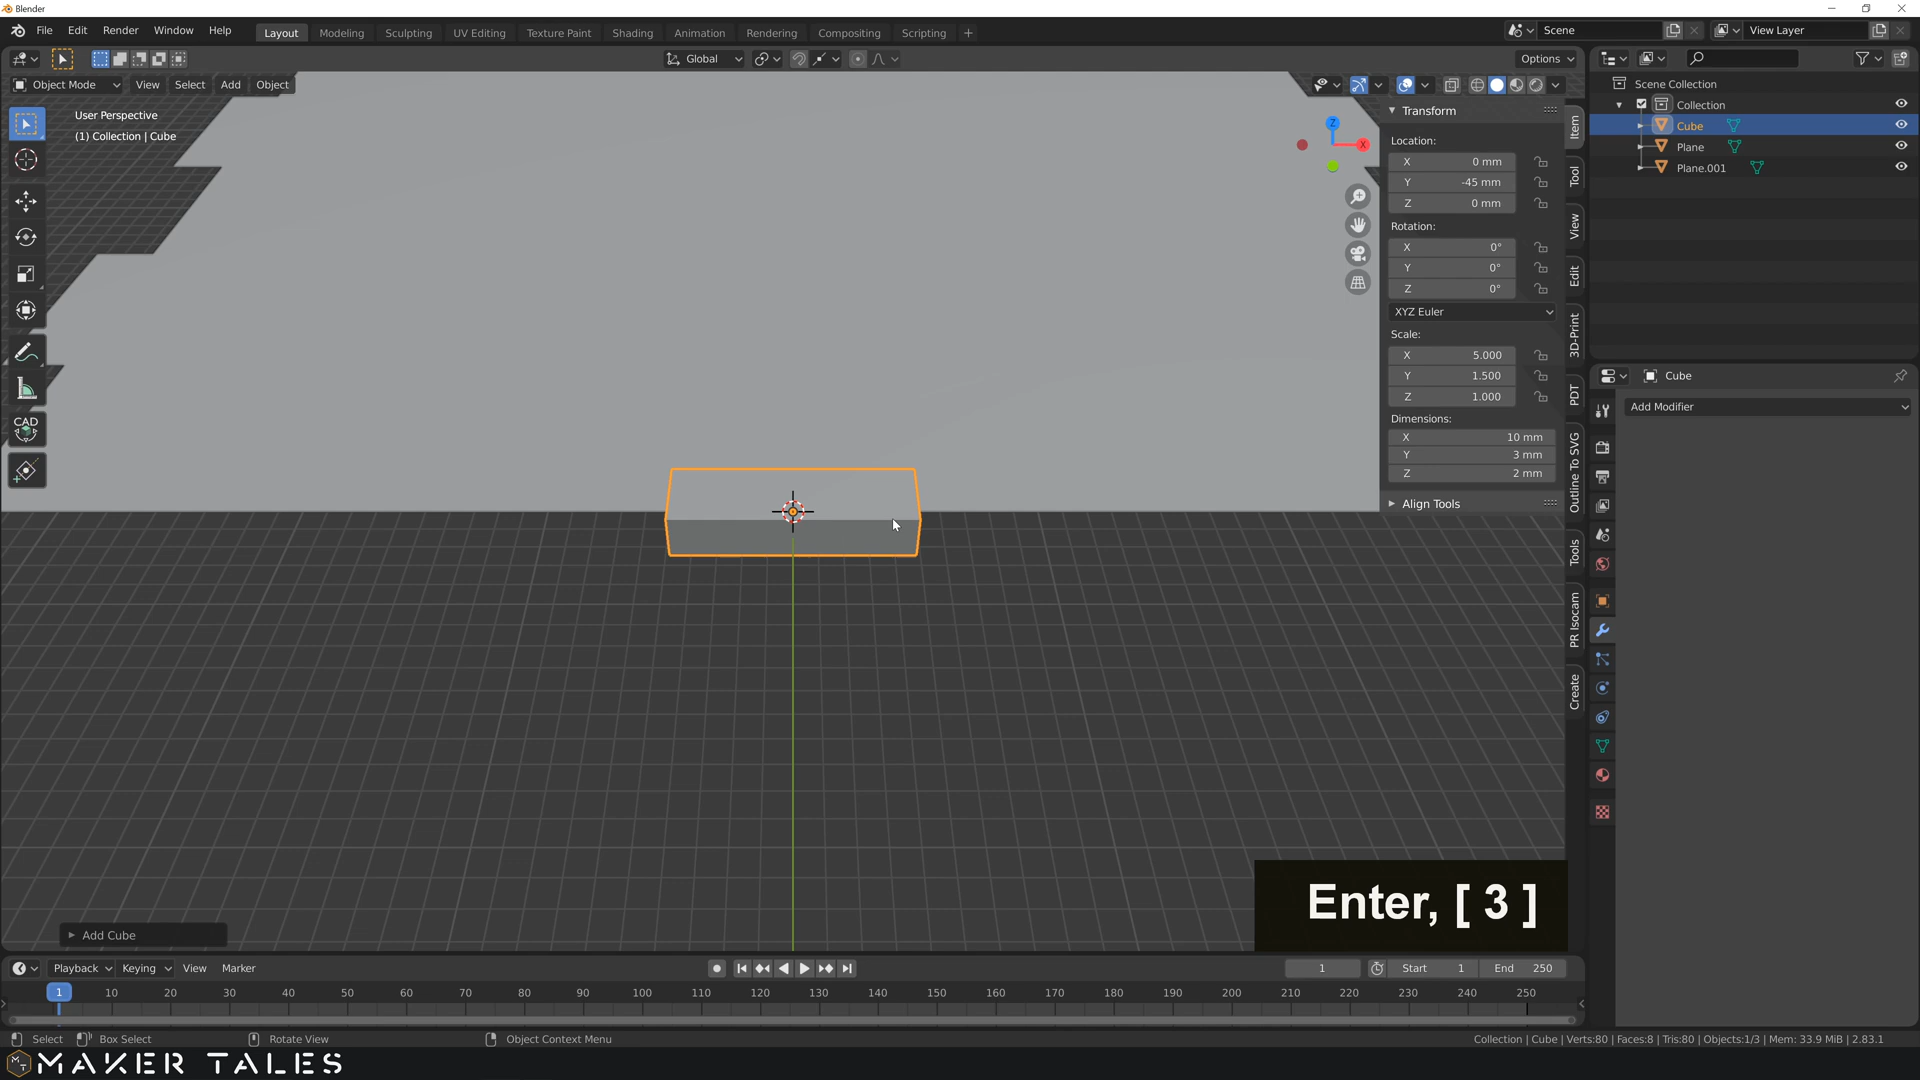 Blender
File Edit Render Window Help
Layout Modeling Sculpting UV Editing Texture Paint Shading Animation Rendering Compositing Scripting +
Scene View Layer
Global Options
Object Mode View Select Add Object
User Perspective
(1) Collection | Cube
Z
X
CAD
Transform
Location:
X 0 mm
Y -45 mm
Z 0 mm
Rotation:
X 0°
Y 0°
Z 0°
XYZ Euler
Scale:
X 5.000
Y 1.500
Z 1.000
Dimensions:
X 10 mm
Y 3 mm
Z 2 mm
Align Tools
Item
Tool
View
Edit
3D-Print
PDT
Outline To SVG
Tools
PR Isocam
Create
Scene Collection
Collection
Cube
Plane
Plane.001
Cube
Add Modifier
Enter, [ 3 ]
Add Cube
Playback Keying View Marker
1 Start 1 End 250
1 10 20 30 40 50 60 70 80 90 100 110 120 130 140 150 160 170 180 190 200 210 220 230 240 250
Select Box Select Rotate View Object Context Menu
Collection | Cube | Verts:80 | Faces:8 | Tris:80 | Objects:1/3 | Mem: 33.9 MiB | 2.83.1
MAKER TALES